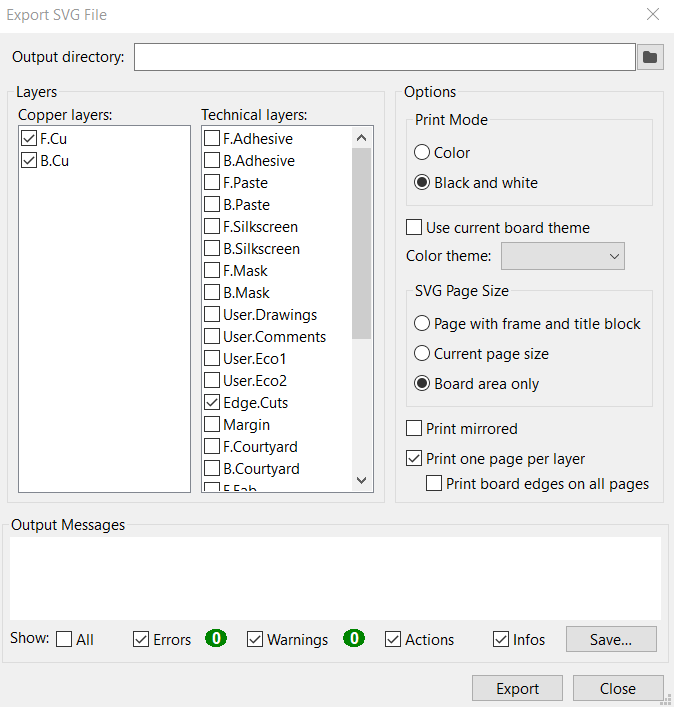 Export SVG File
Output directory:
Layers
Copper layers:
F.Cu
B.Cu
Technical layers:
F.Adhesive
B.Adhesive
F.Paste
B.Paste
F.Silkscreen
B.Silkscreen
F.Mask
B.Mask
User.Drawings
User.Comments
User.Eco1
User.Eco2
Edge.Cuts
Margin
F.Courtyard
B.Courtyard
F.Fab
Options
Print Mode
Color
Black and white
Use current board theme
Color theme:
SVG Page Size
Page with frame and title block
Current page size
Board area only
Print mirrored
Print one page per layer
Print board edges on all pages
Output Messages
Show: All Errors 0 Warnings 0 Actions Infos Save...
Export Close